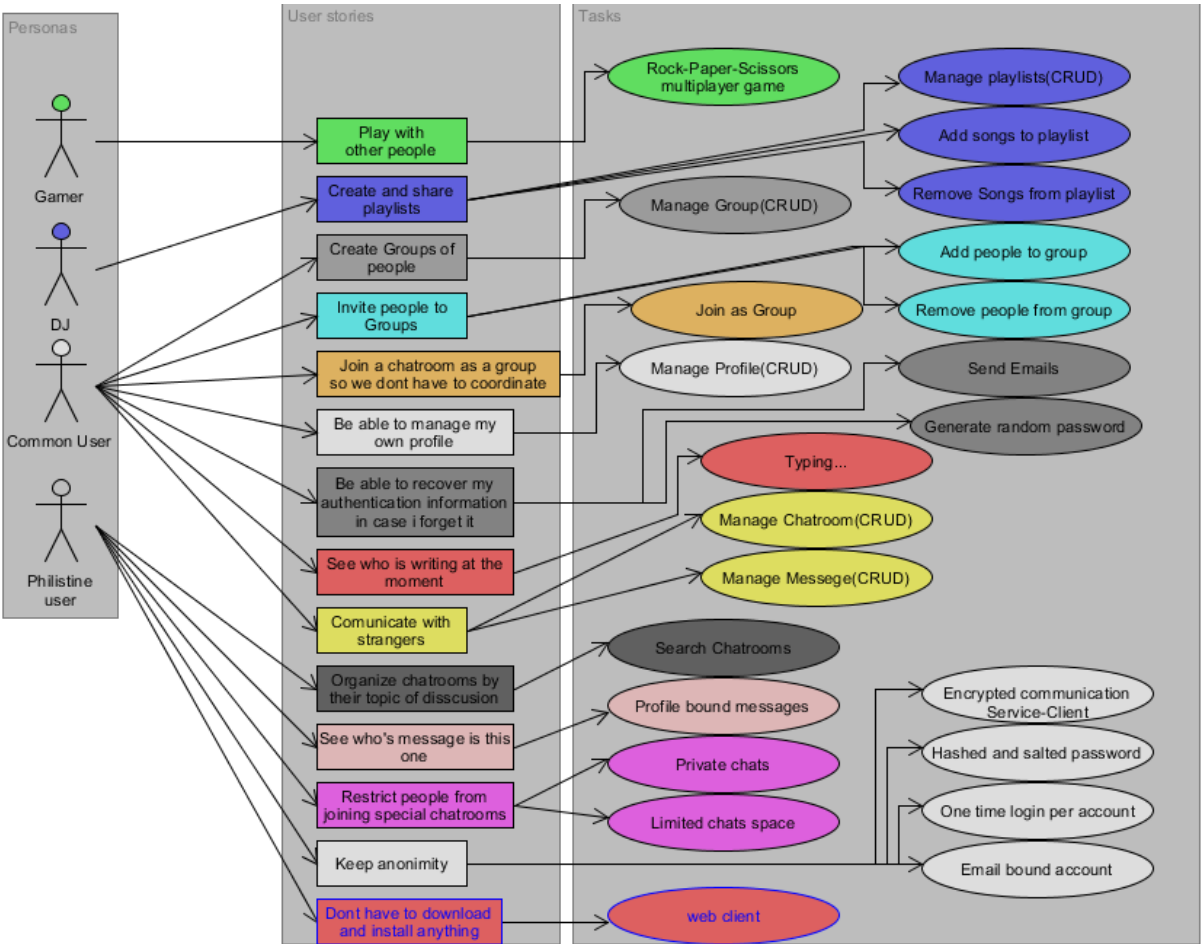 Personas
Gamer
DJ
Common User
Philistine
user
User stories
Play with
other people
Create and share
playlists
Create Groups of
people
Invite people to
Groups
Join a chatroom as a group
so we dont have to coordinate
Be able to manage my
own profile
Be able to recover my
authentication information
in case i forget it
See who is writing at the
moment
Comunicate with
strangers
Organize chatrooms by
their topic of disscusion
See who's message is this
one
Restrict people from
joining special chatrooms
Keep anonimity
Dont have to download
and install anything
Tasks
Rock-Paper-Scissors
multiplayer game
Manage playlists(CRUD)
Add songs to playlist
Remove Songs from playlist
Manage Group(CRUD)
Add people to group
Remove people from group
Join as Group
Manage Profile(CRUD)
Send Emails
Generate random password
Typing...
Manage Chatroom(CRUD)
Manage Messege(CRUD)
Search Chatrooms
Profile bound messages
Private chats
Limited chats space
Encrypted communication
Service-Client
Hashed and salted password
One time login per account
Email bound account
web client